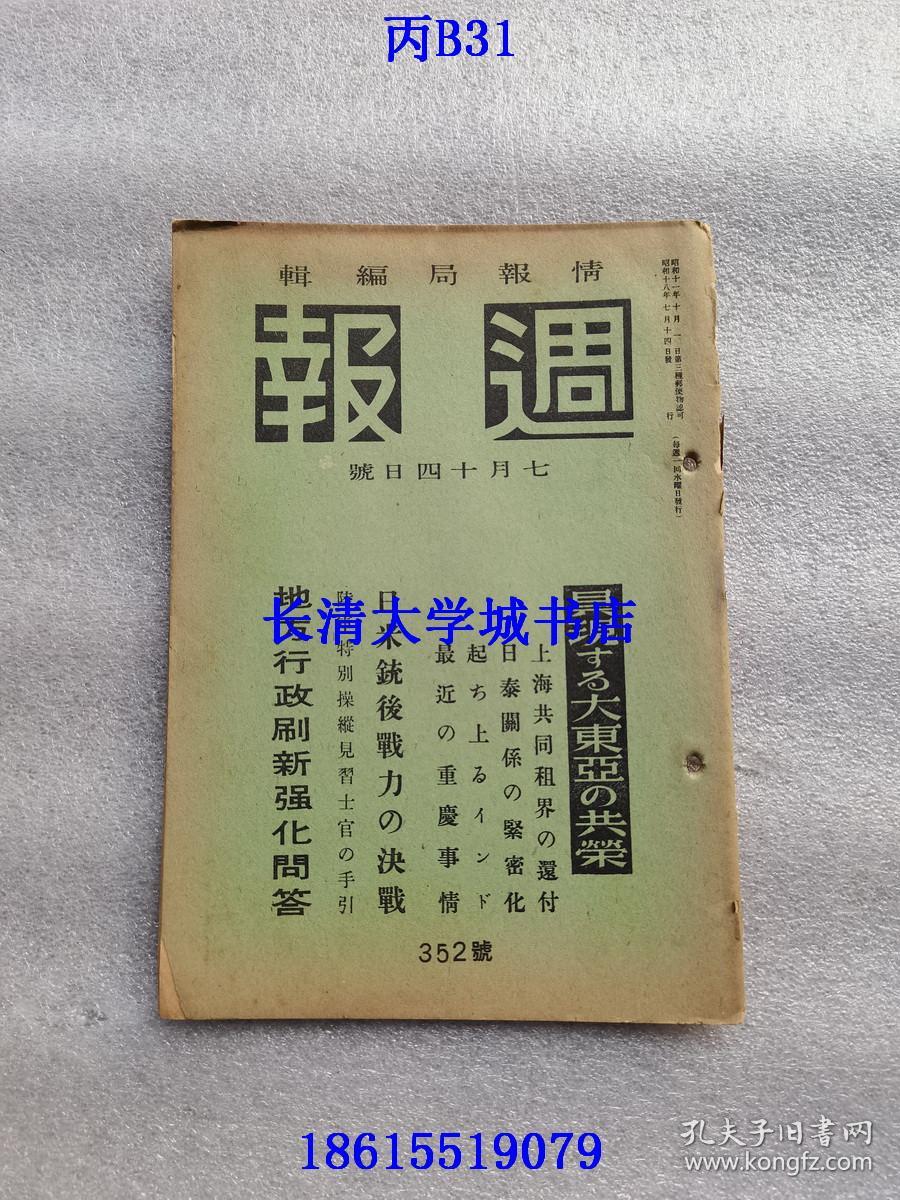 丙B31
情報局編輯
週報
七月十四日號
昭和十一年十月一日第三種郵便物認可
昭和十八年七月十四日發行
(每週一回水曜日發行)
する大東亞の共榮
上海共同租界の還付
日泰關係の緊密化
起ち上るインド
最近の重慶事情
日米銃後戰力の決戰
特別操縱見習士官の手引
地方行政刷新强化問答
352號
长清大学城书店
18615519079
孔夫子旧书网
www.kongfz.com